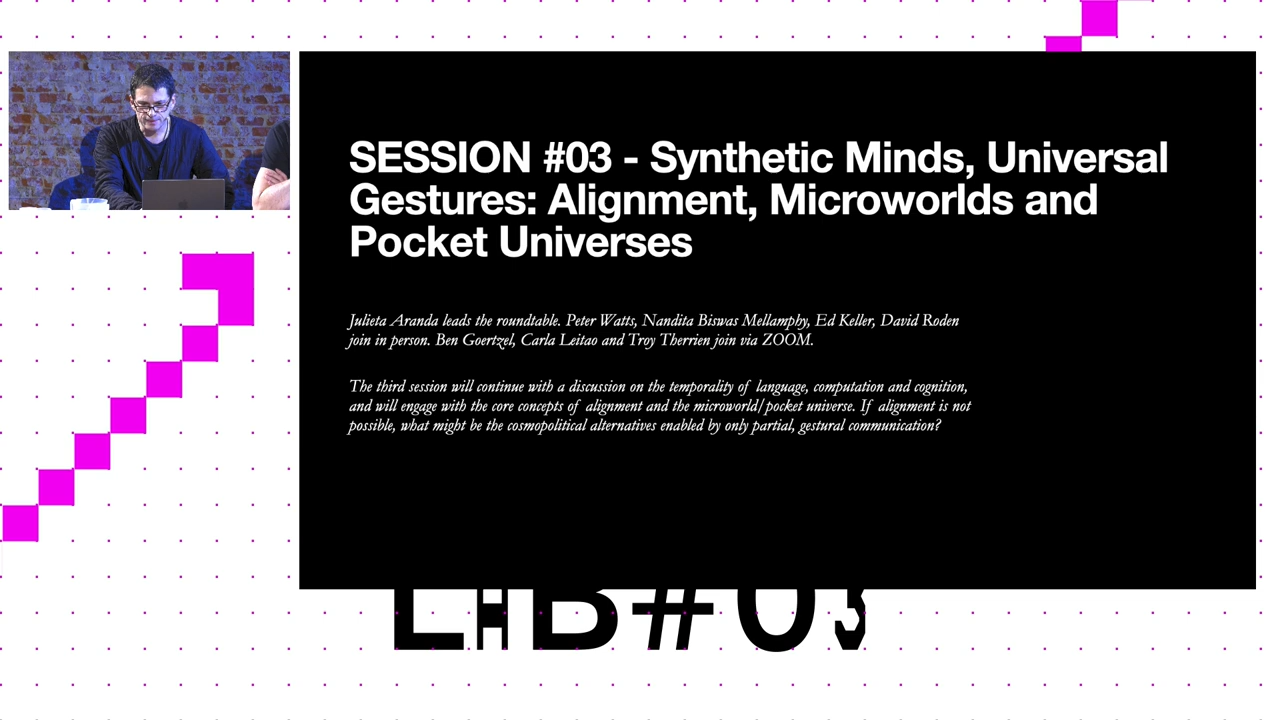 SESSION #03 - Synthetic Minds, Universal
Gestures: Alignment, Microworlds and
Pocket Universes
Julieta Aranda leads the roundtable. Peter Watts, Nandita Biswas Mellamphy, Ed Keller, David Roden
join in person. Ben Goertzel, Carla Leitao and Troy Therrien join via ZOOM.
The third session will continue with a discussion on the temporality of language, computation and cognition,
and will engage with the core concepts of alignment and the microworld/pocket universe. If alignment is not
possible, what might be the cosmopolitical alternatives enabled by only partial, gestural communication?